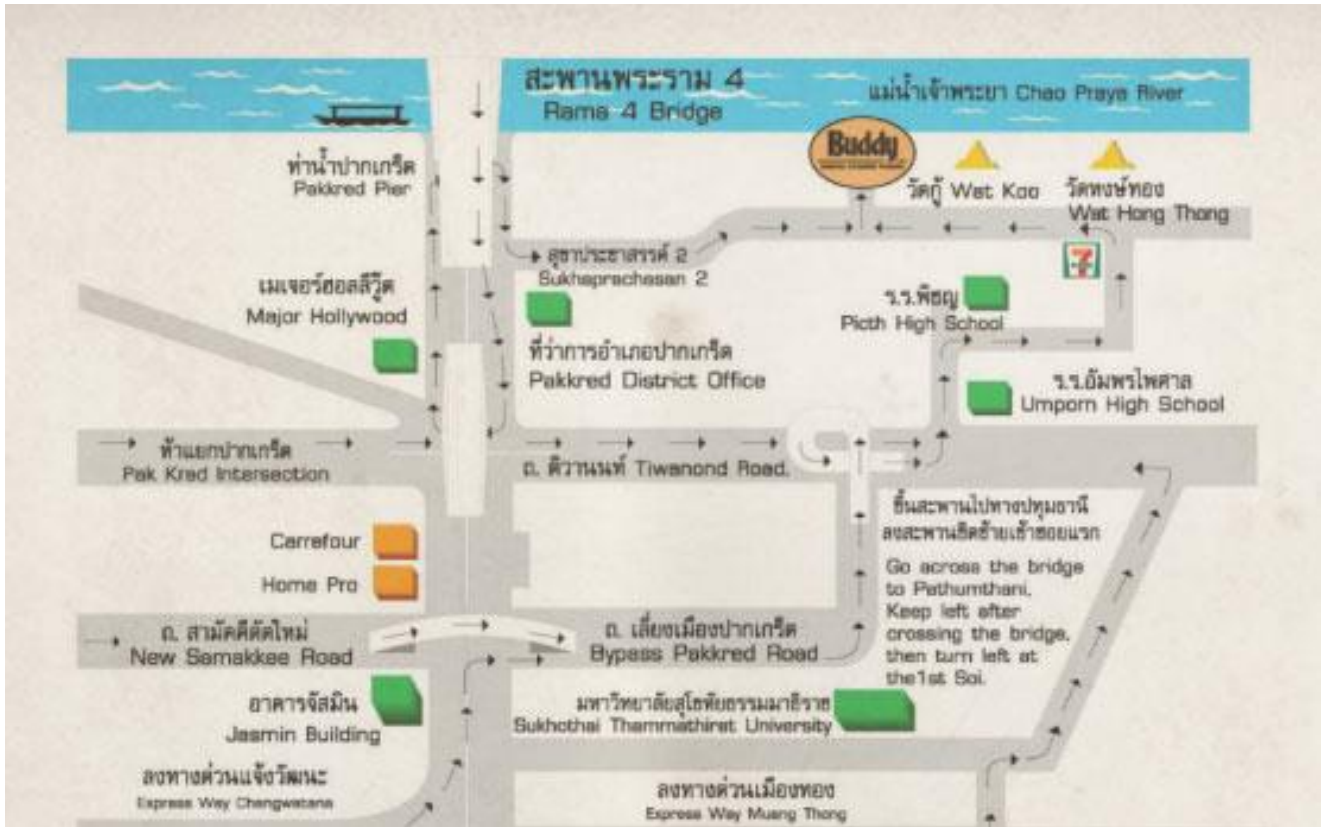 สะพานพระราม 4
Rama 4 Bridge
แม่น้ำเจ้าพระยา Chao Praya River
Buddy
ท่าน้ำปากเกร็ด
Pakkred Pier
วัดกู้ Wat Koo
วัดหงษ์ทอง
Wat Hong Thong
สุขาประชาสรรค์ 2
Sukhaprachasan 2
7
เมเจอร์ฮอลลีวู๊ด
Major Hollywood
ร.ร.พิชญ
Picth High School
ที่ว่าการอำเภอปากเกร็ด
Pakkred District Office
ร.ร.อัมพรไพศาล
Umporn High School
ห้าแยกปากเกร็ด
Pak Kred Intersection
ถ. ติวานนท์ Tiwanond Road.
ขึ้นสะพานไปทางปทุมธานี
ลงสะพานชิดซ้ายเข้าซอยแรก
Go across the bridge
to Pathumthani.
Keep left after
crossing the bridge,
then turn left at
the1st Soi.
Carrefour
Home Pro
ถ. สามัคคีตัดใหม่
New Samakkee Road
ถ. เลี่ยงเมืองปากเกร็ด
Bypass Pakkred Road
อาคารจัสมิน
Jasmin Building
มหาวิทยาลัยสุโขทัยธรรมมาธิราช
Sukhothai Thammathirat University
ลงทางด่วนแจ้งวัฒนะ
Express Way Changwatana
ลงทางด่วนเมืองทอง
Express Way Muang Thong